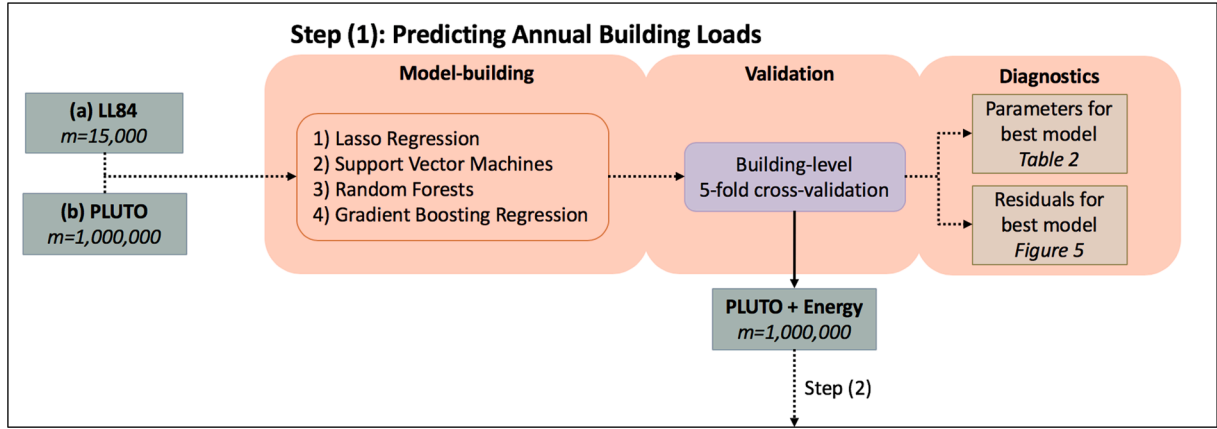 Step (1): Predicting Annual Building Loads
Model-building
Validation
Diagnostics
(a) LL84
m=15,000
(b) PLUTO
m=1,000,000
1) Lasso Regression
2) Support Vector Machines
3) Random Forests
4) Gradient Boosting Regression
Building-level
5-fold cross-validation
Parameters for
best model
Table 2
Residuals for
best model
Figure 5
PLUTO + Energy
m=1,000,000
Step (2)